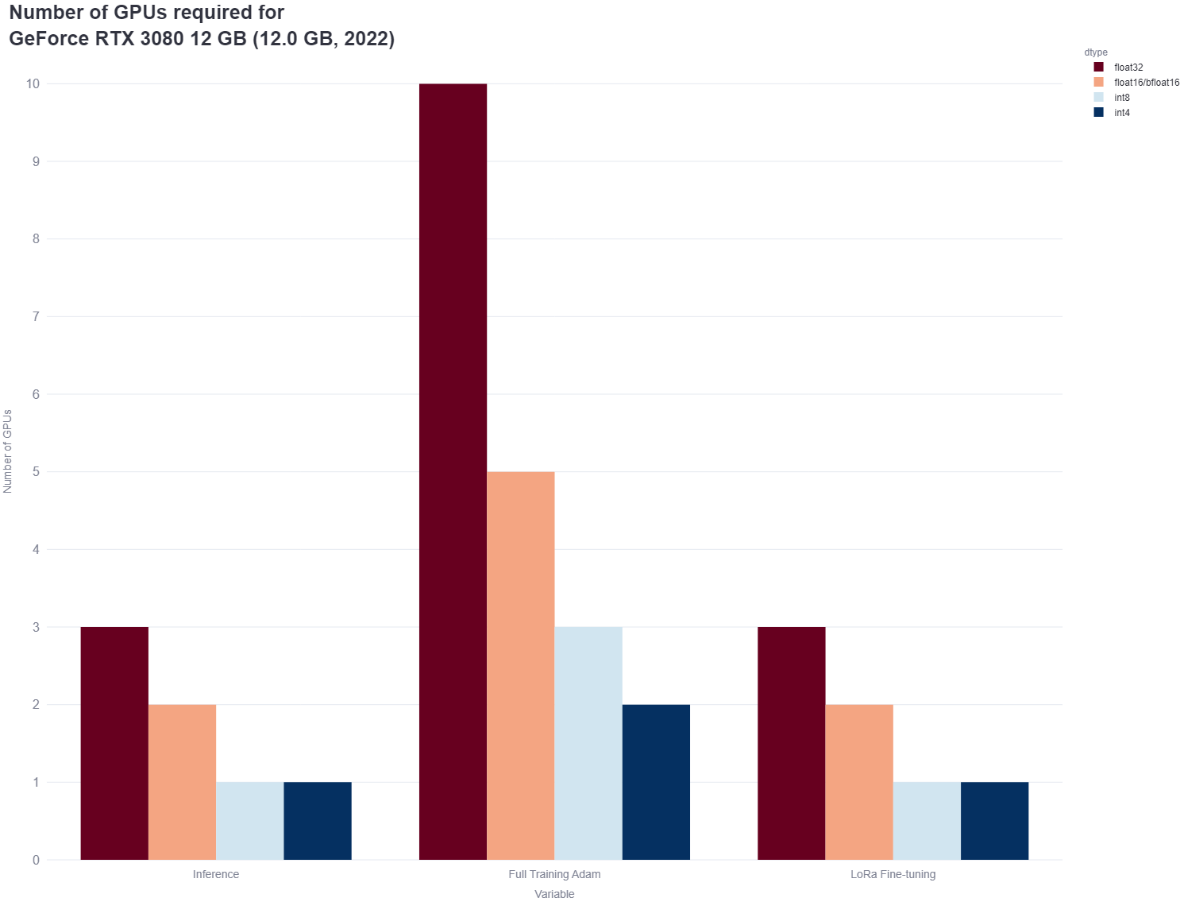 Number of GPUs required for
GeForce RTX 3080 12 GB (12.0 GB, 2022)
dtype
float32
float16/bfloat16
int8
int4
Number of GPUs
10
9
8
7
6
5
4
3
2
1
0
Inference
Full Training Adam
LoRa Fine-tuning
Variable